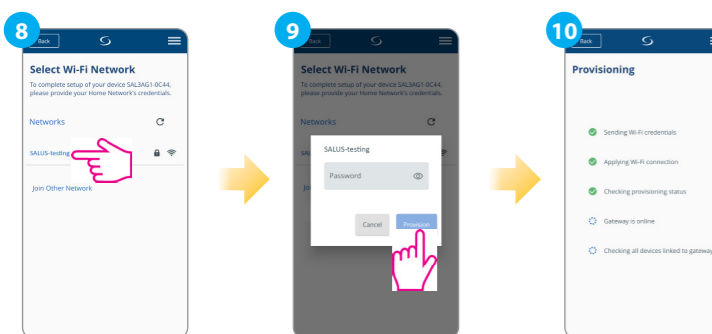 8
Back
Select Wi-Fi Network
To complete setup of your device SAL3AG1-0C44,
please provide your Home Network's credentials.
Networks
SALUS-testing
Join Other Network
9
Back
Select Wi-Fi Network
To complete setup of your device SAL3AG1-0C44,
please provide your Home Network's credentials.
Networks
SALUS-testing
Password
Cancel
Provision
10
Back
Provisioning
Sending Wi-Fi credentials
Applying Wi-Fi connection
Checking provisioning status
Gateway is online
Checking all devices linked to gateway